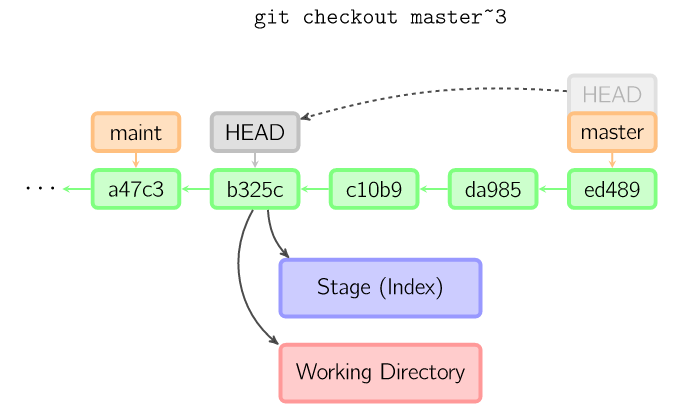 git checkout master~3
HEAD
maint
HEAD
master
...
a47c3
b325c
c10b9
da985
ed489
Stage (Index)
Working Directory